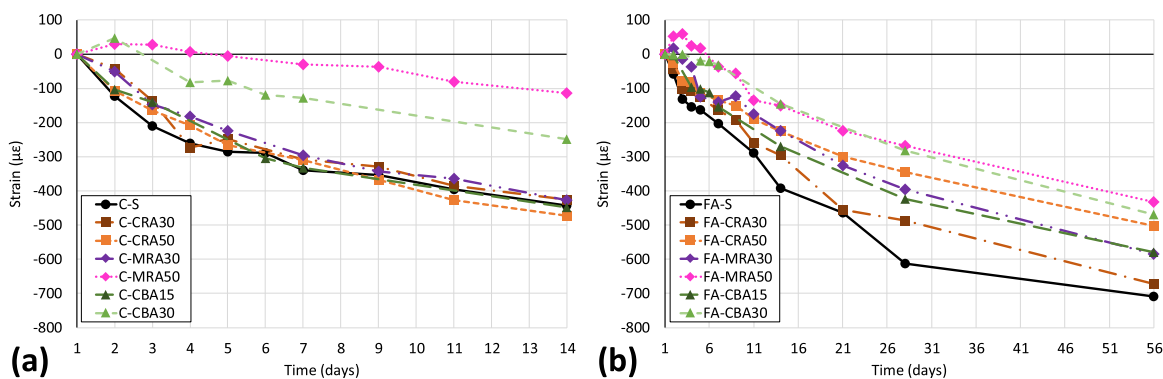 100
0
-100
-200
-300
-400
-500
-600
-700
-800
Strain (με)
C-S
C-CRA30
C-CRA50
C-MRA30
C-MRA50
C-CBA15
C-CBA30
1 2 3 4 5 6 7 8 9 10 11 12 13 14
Time (days)
(a)
100
0
-100
-200
-300
-400
-500
-600
-700
-800
Strain (με)
FA-S
FA-CRA30
FA-CRA50
FA-MRA30
FA-MRA50
FA-CBA15
FA-CBA30
1 6 11 16 21 26 31 36 41 46 51 56
Time (days)
(b)